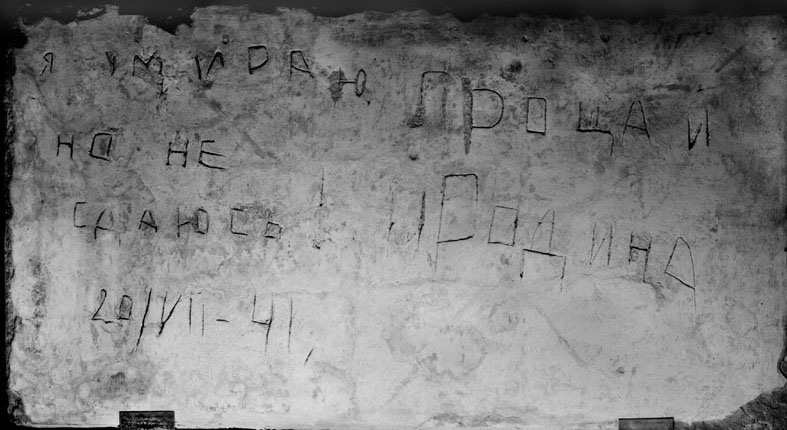 Я УМИРАЮ
НО НЕ
СДАЮСЬ!
20/VII-41,
ПРОЩАИ
РОДИНА